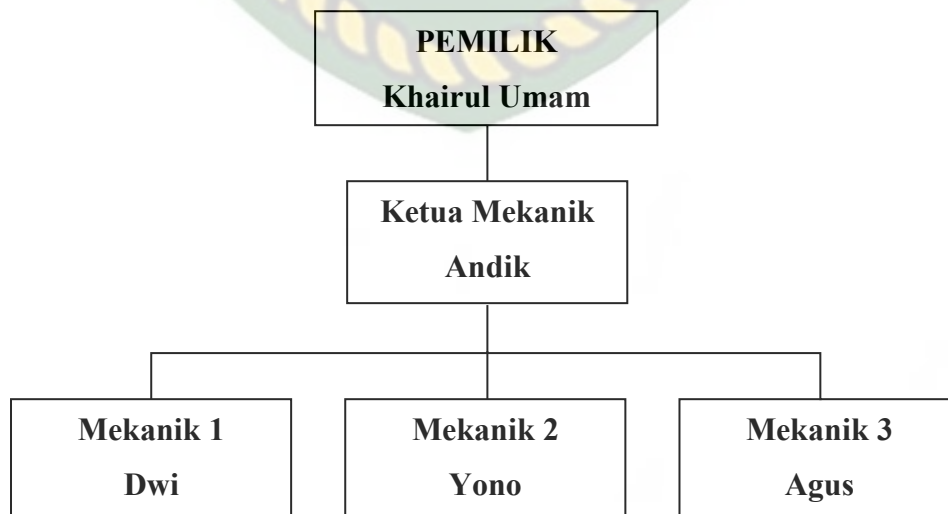 PEMILIK
Khairul Umam
Ketua Mekanik
Andik
Mekanik 1
Dwi
Mekanik 2
Yono
Mekanik 3
Agus